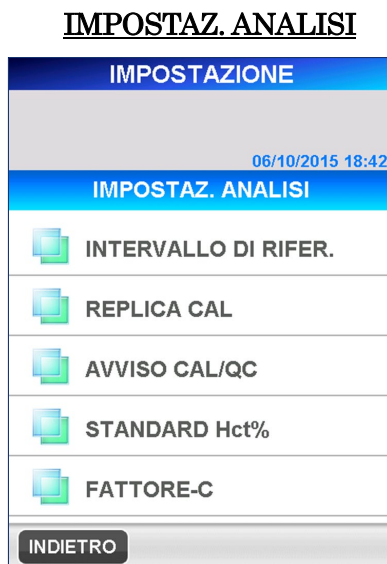 IMPOSTAZ. ANALISI
IMPOSTAZIONE
06/10/2015 18:42
IMPOSTAZ. ANALISI
INTERVALLO DI RIFER.
REPLICA CAL
AVVISO CAL/QC
STANDARD Hct%
FATTORE-C
INDIETRO